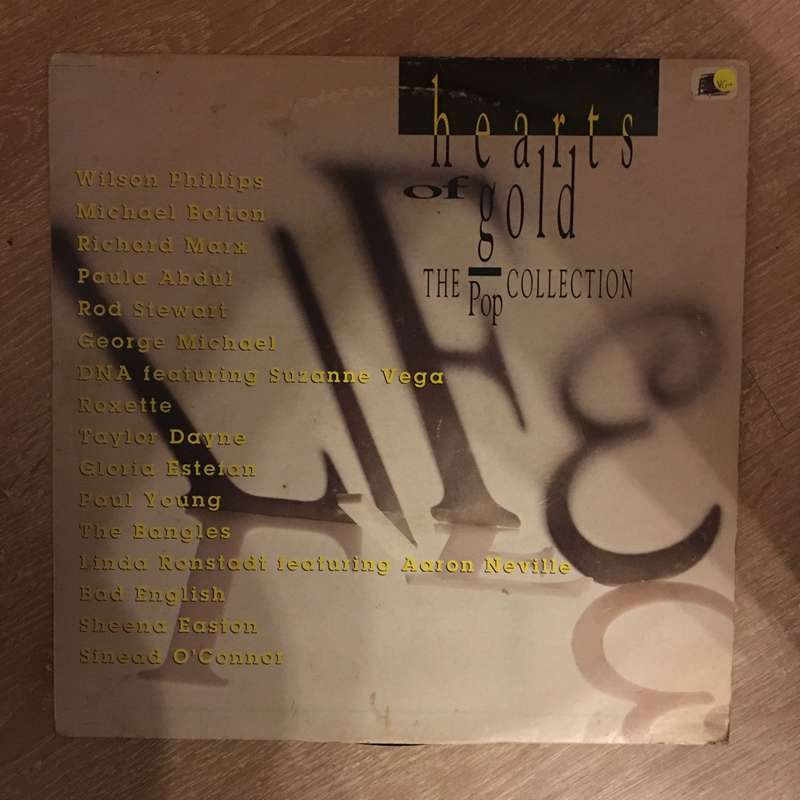 VG+
hearts
of gold
THE Pop COLLECTION
Wilson Phillips
Michael Bolton
Richard Marx
Paula Abdul
Rod Stewart
George Michael
DNA featuring Suzanne Vega
Roxette
Taylor Dayne
Gloria Estefan
Paul Young
The Bangles
Linda Ronstadt featuring Aaron Neville
Bad English
Sheena Easton
Sinead O'Connor
LIFE